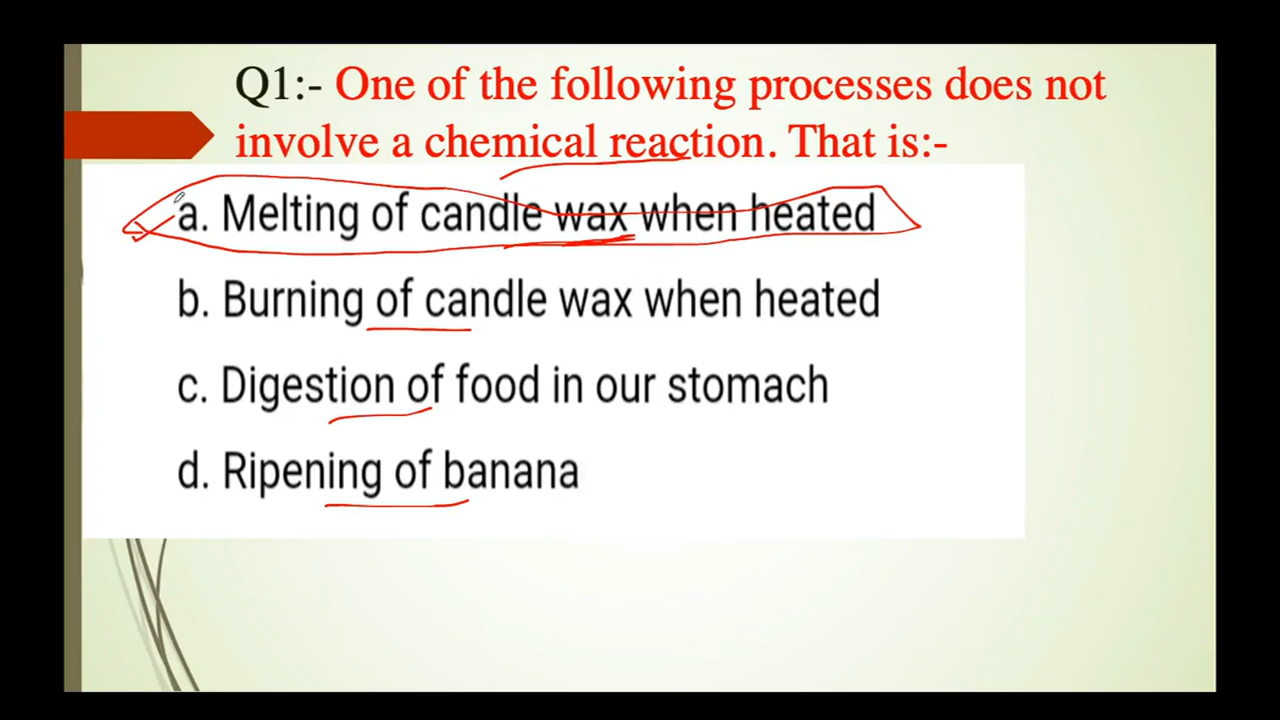 Q1:- One of the following processes does not
involve a chemical reaction. That is:-
a. Melting of candle wax when heated
b. Burning of candle wax when heated
c. Digestion of food in our stomach
d. Ripening of banana